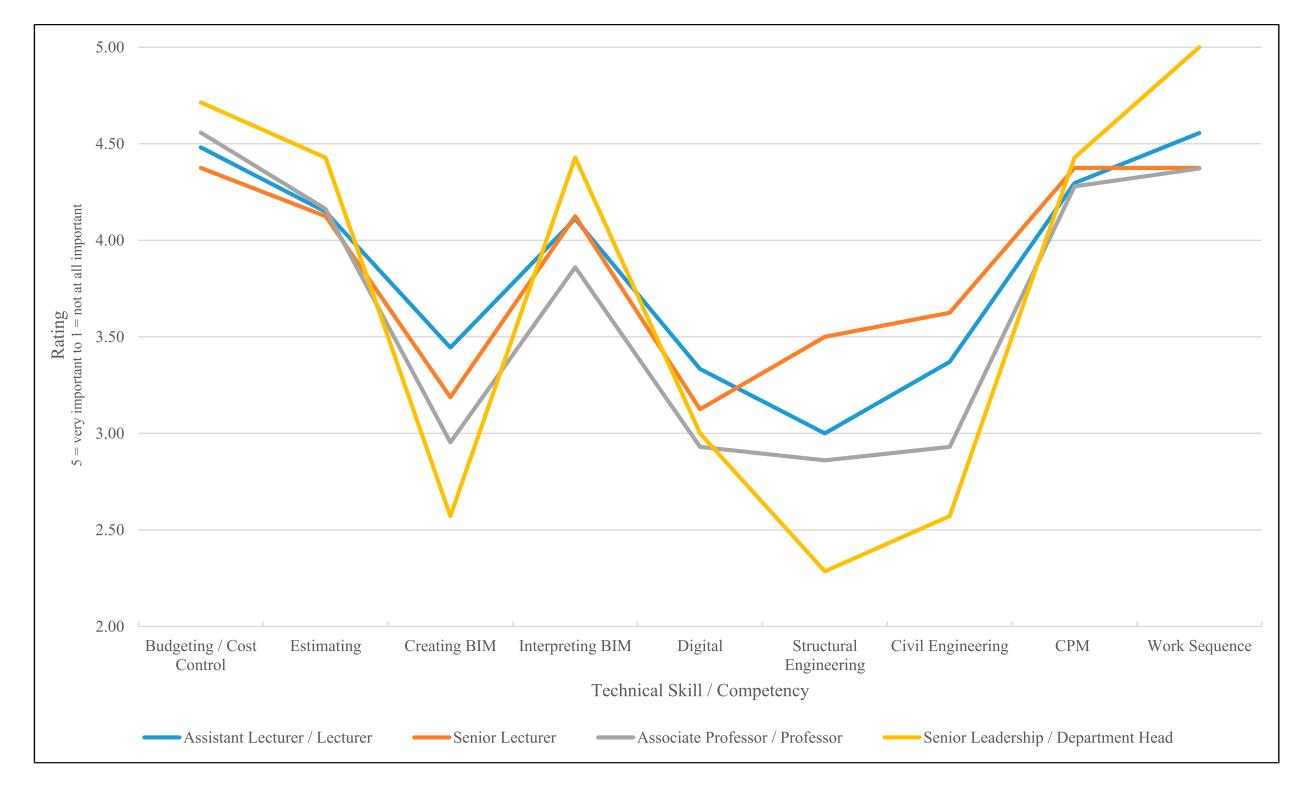 5.00
4.50
4.00
3.50
3.00
2.50
2.00
Rating
5 = very important to 1 = not at all important
Budgeting / Cost
Control
Estimating
Creating BIM
Interpreting BIM
Digital
Structural
Engineering
Civil Engineering
CPM
Work Sequence
Technical Skill / Competency
Assistant Lecturer / Lecturer
Senior Lecturer
Associate Professor / Professor
Senior Leadership / Department Head